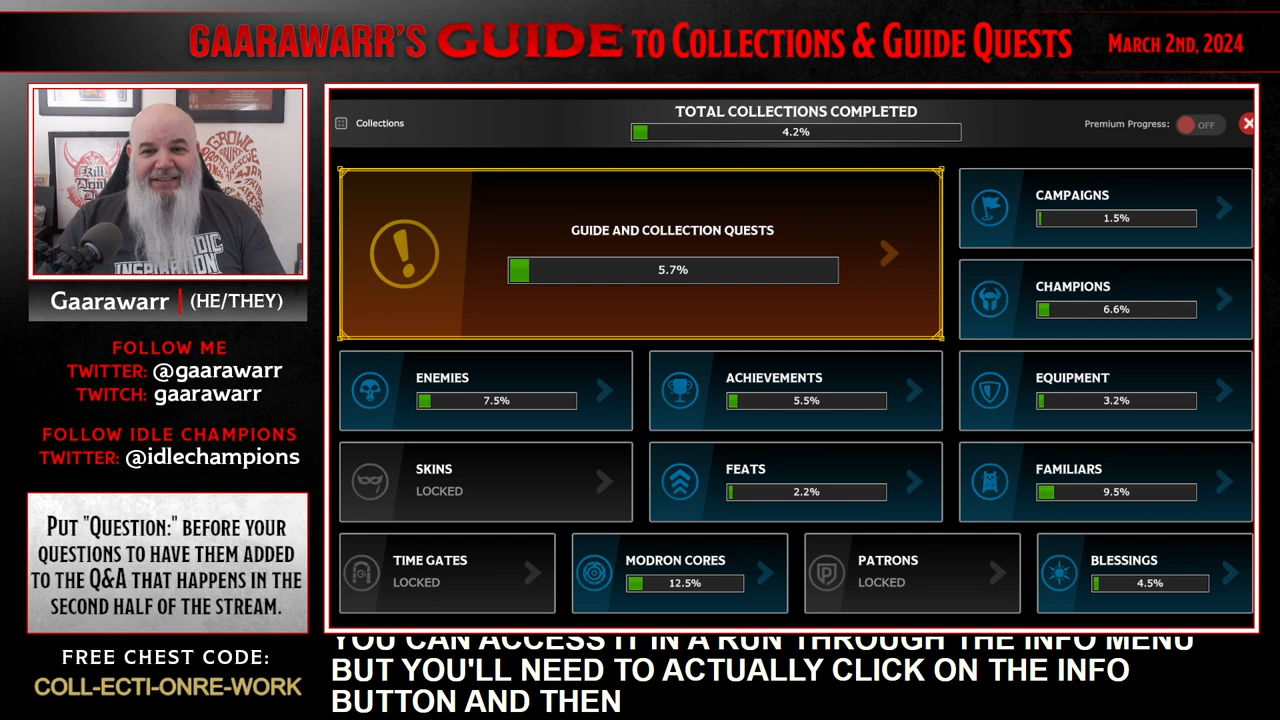 GAARAWARR'S GUIDE TO COLLECTIONS & GUIDE QUESTS
MARCH 2ND, 2024
Gaarawarr | (HE/THEY)
FOLLOW ME
TWITTER: @gaarawarr
TWITCH: gaarawarr
FOLLOW IDLE CHAMPIONS
TWITTER: @idlechampions
PUT "QUESTION:" BEFORE YOUR
QUESTIONS TO HAVE THEM ADDED
TO THE Q&A THAT HAPPENS IN THE
SECOND HALF OF THE STREAM.
FREE CHEST CODE:
COLL-ECTI-ONRE-WORK
Collections
TOTAL COLLECTIONS COMPLETED
4.2%
Premium Progress: OFF
GUIDE AND COLLECTION QUESTS
5.7%
CAMPAIGNS
1.5%
CHAMPIONS
6.6%
ENEMIES
7.5%
ACHIEVEMENTS
5.5%
EQUIPMENT
3.2%
SKINS
LOCKED
FEATS
2.2%
FAMILIARS
9.5%
TIME GATES
LOCKED
MODRON CORES
12.5%
PATRONS
LOCKED
BLESSINGS
4.5%
YOU CAN ACCESS IT IN A RUN THROUGH THE INFO MENU
BUT YOU'LL NEED TO ACTUALLY CLICK ON THE INFO
BUTTON AND THEN